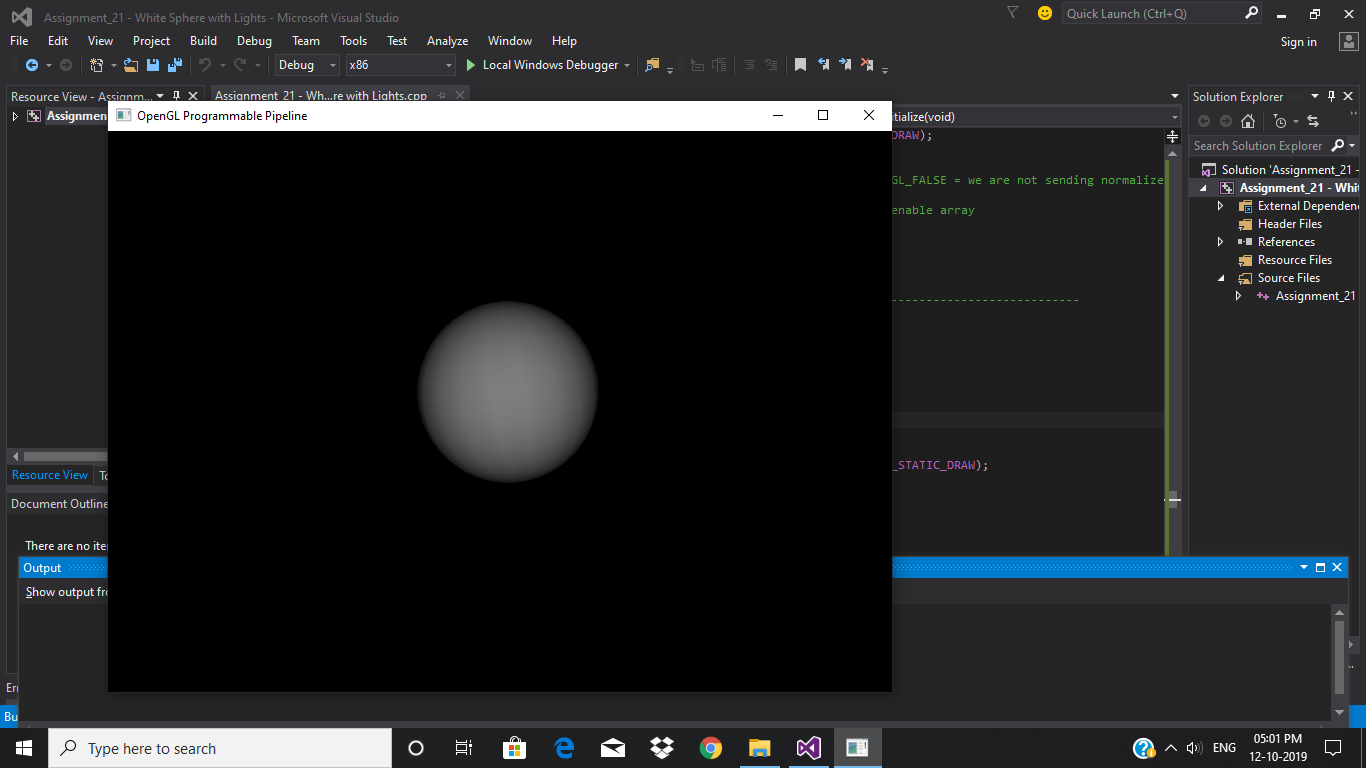 Assignment_21 - White Sphere with Lights - Microsoft Visual Studio
Quick Launch (Ctrl+Q)
File Edit View Project Build Debug Team Tools Test Analyze Window Help
Sign in
Debug x86 Local Windows Debugger
Resource View - Assignm...
Assignment_21 - Wh...re with Lights.cpp
Solution Explorer
Assignment
OpenGL Programmable Pipeline
tialize(void)
Search Solution Explorer
DRAW);
Solution 'Assignment_21 -
GL_FALSE = we are not sending normalize
Assignment_21 - Whi
enable array
External Dependen
Header Files
References
Resource Files
Source Files
Assignment_21
---------------------------
_STATIC_DRAW);
Resource View To
Document Outline
There are no ite
Output
Show output fro
Err
Bu
Type here to search
ENG
05:01 PM
12-10-2019